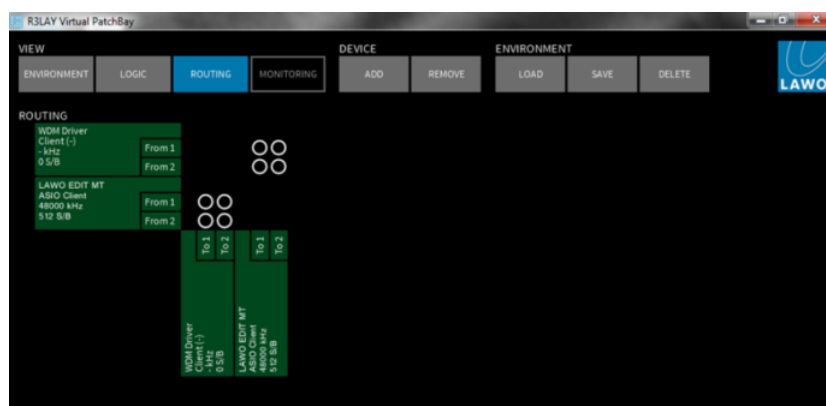 R3LAY Virtual PatchBay
VIEW DEVICE ENVIRONMENT
ENVIRONMENT LOGIC ROUTING MONITORING ADD REMOVE LOAD SAVE DELETE
LAWO
ROUTING
WDM Driver
Client (-)
- kHz
0 S/B
From 1
From 2
LAWO EDIT MT
ASIO Client
48000 kHz
512 S/B
From 1
From 2
To 1
To 2
To 1
To 2
WDM Driver
Client (-)
- kHz
0 S/B
LAWO EDIT MT
ASIO Client
48000 kHz
512 S/B